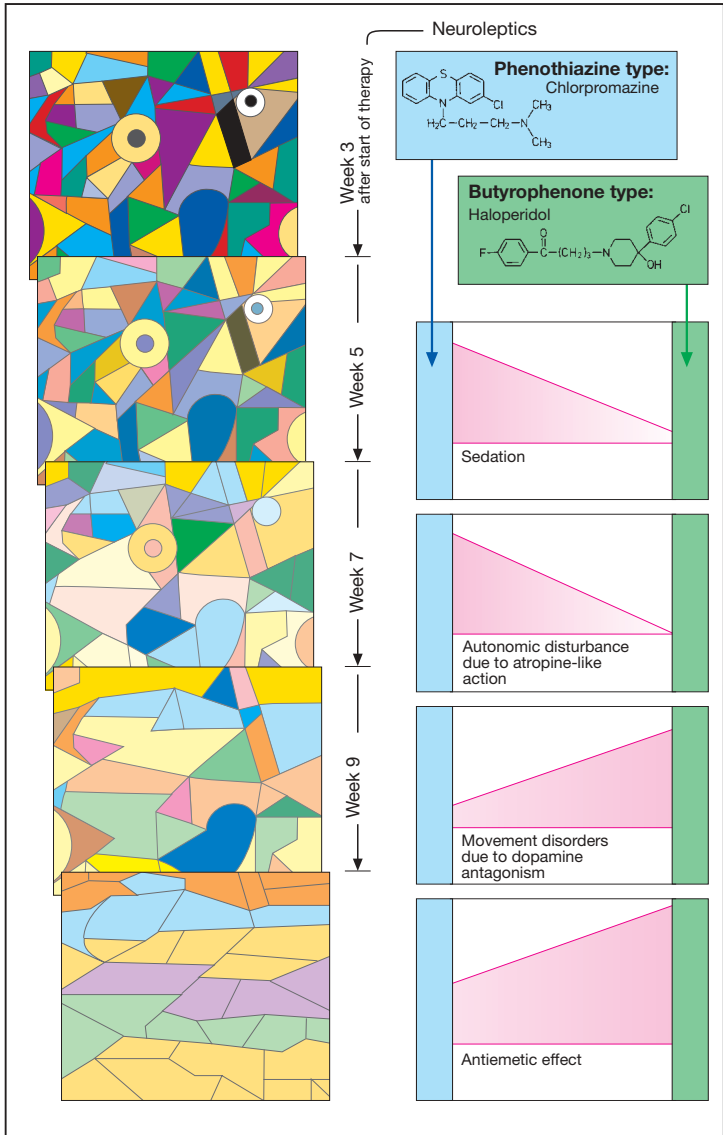 Neuroleptics
Week 3
after start of therapy
Week 5
Week 7
Week 9
Phenothiazine type:
Chlorpromazine
S
N
Cl
H₂C—CH₂—CH₂—N
CH₃
CH₃
Butyrophenone type:
Haloperidol
F
O
C
(CH₂)₃
N
OH
Cl
Sedation
Autonomic disturbance
due to atropine-like
action
Movement disorders
due to dopamine
antagonism
Antiemetic effect